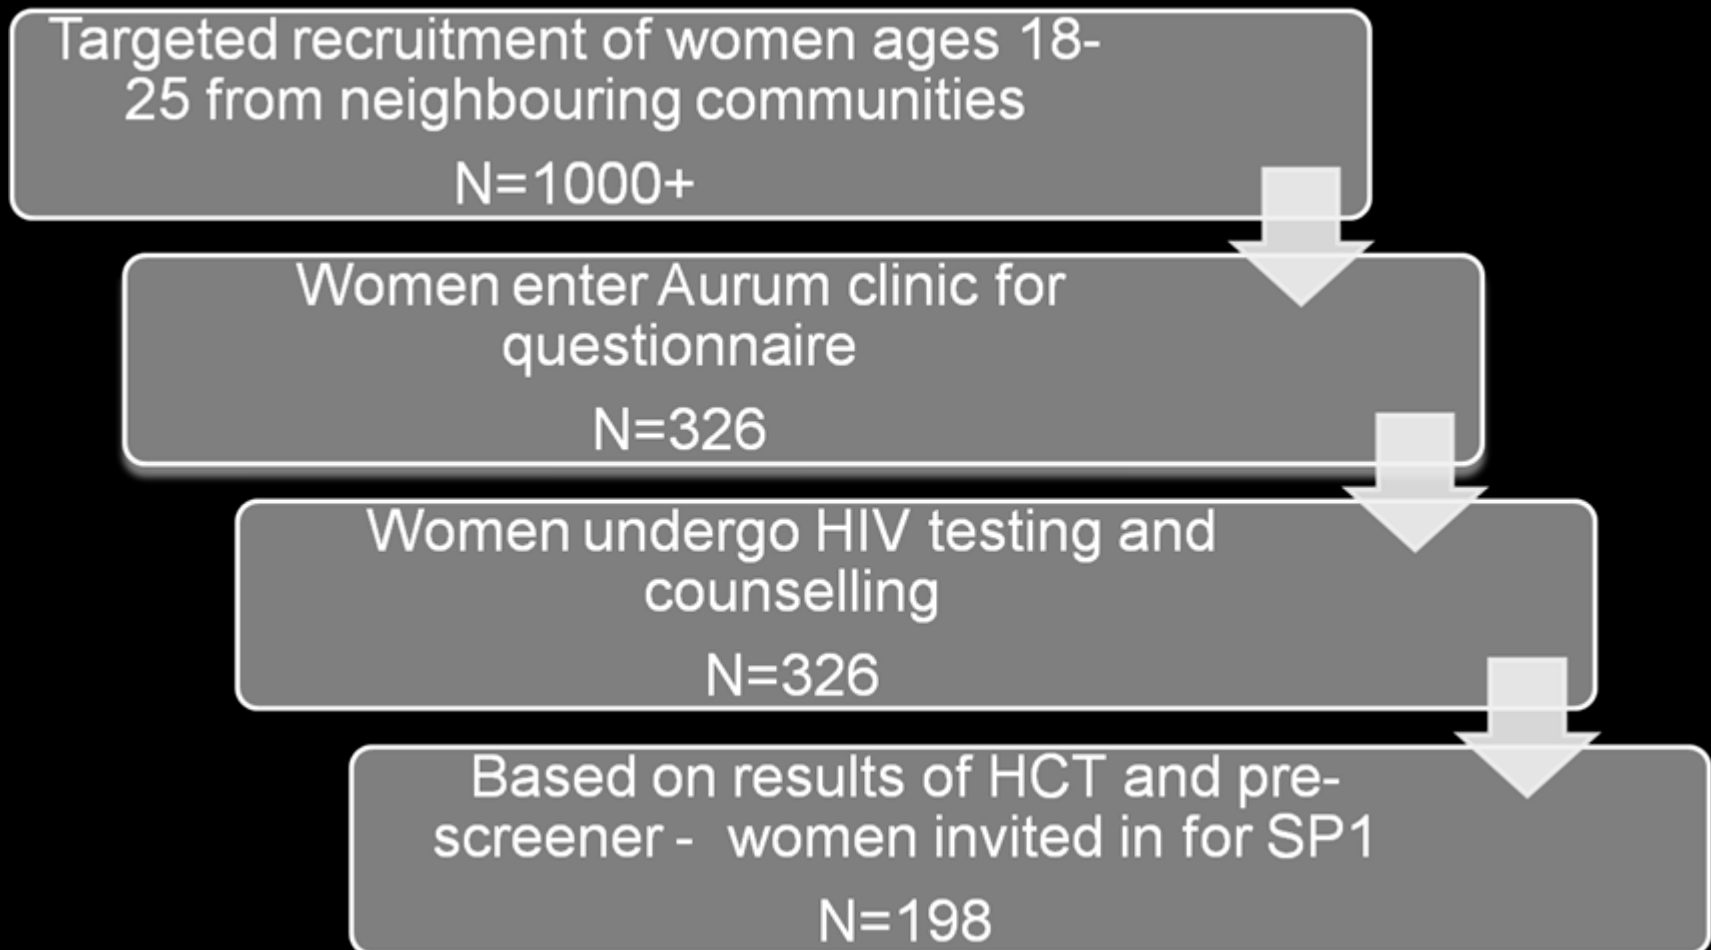 Targeted recruitment of women ages 18-
25 from neighbouring communities
N=1000+
Women enter Aurum clinic for
questionnaire
N=326
Women undergo HIV testing and
counselling
N=326
Based on results of HCT and pre-
screener -  women invited in for SP1
N=198